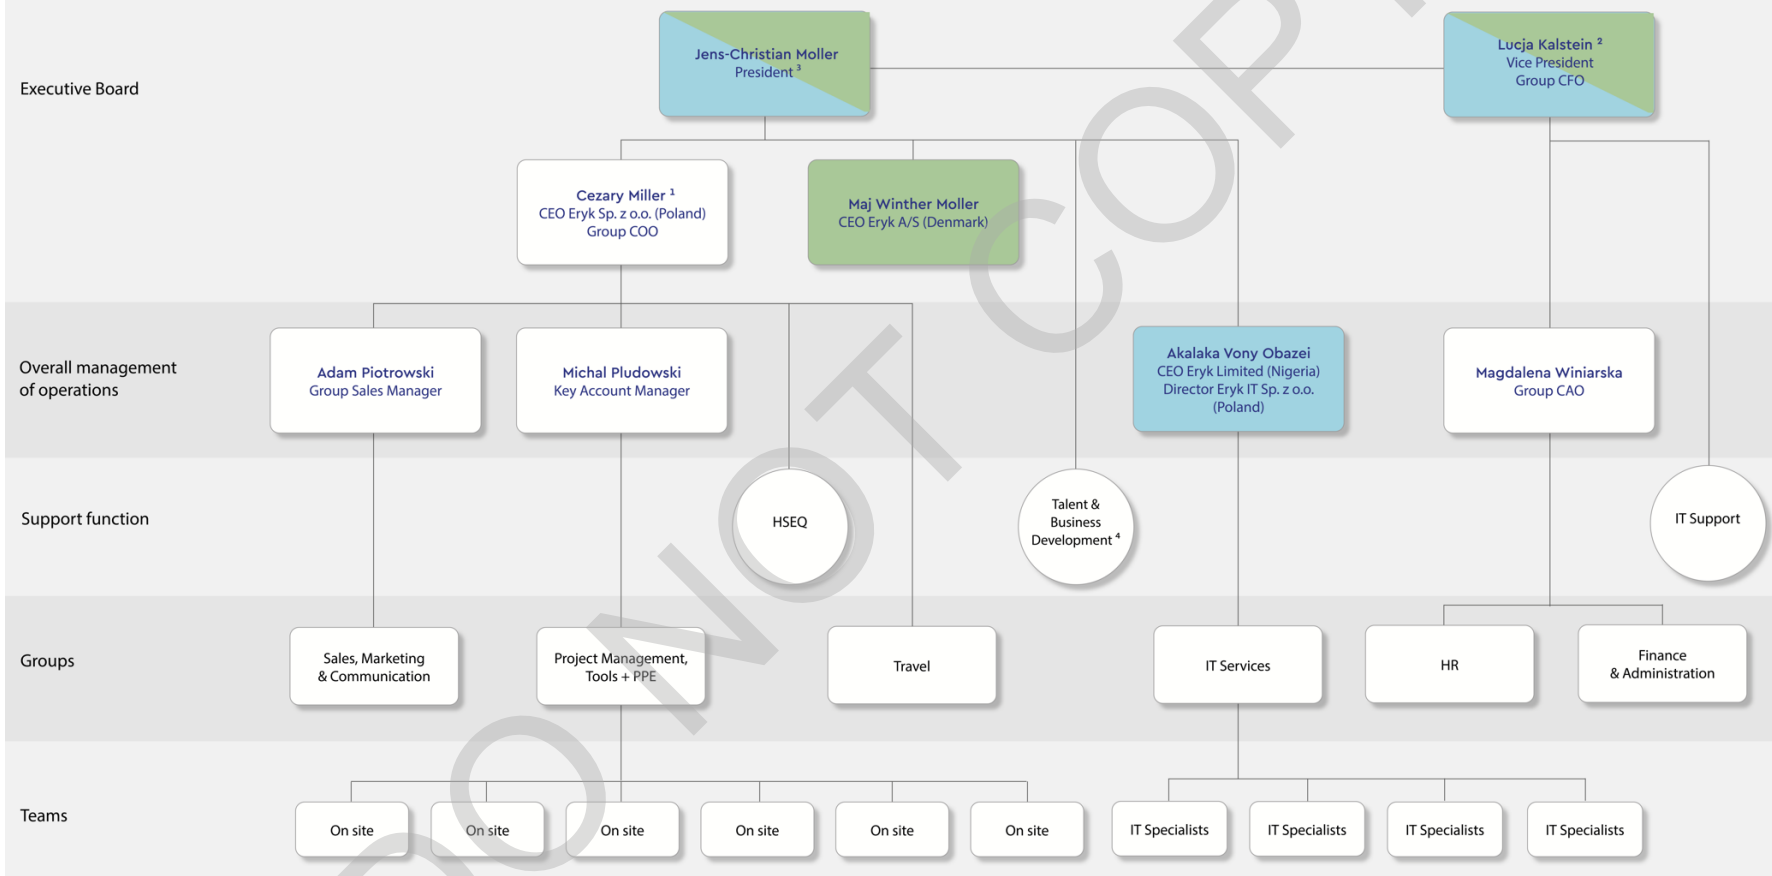 Executive Board
Jens-Christian Moller
President ³
Lucja Kalstein ²
Vice President
Group CFO
Cezary Miller ¹
CEO Eryk Sp. z o.o. (Poland)
Group COO
Maj Winther Moller
CEO Eryk A/S (Denmark)
Overall management
of operations
Adam Piotrowski
Group Sales Manager
Michal Pludowski
Key Account Manager
Akalaka Vony Obazei
CEO Eryk Limited (Nigeria)
Director Eryk IT Sp. z o.o.
(Poland)
Magdalena Winiarska
Group CAO
Support function
HSEQ
Talent &
Business
Development ⁴
IT Support
Groups
Sales, Marketing
& Communication
Project Management,
Tools + PPE
Travel
IT Services
HR
Finance
& Administration
Teams
On site
On site
On site
On site
On site
On site
IT Specialists
IT Specialists
IT Specialists
IT Specialists
DO NOT COP